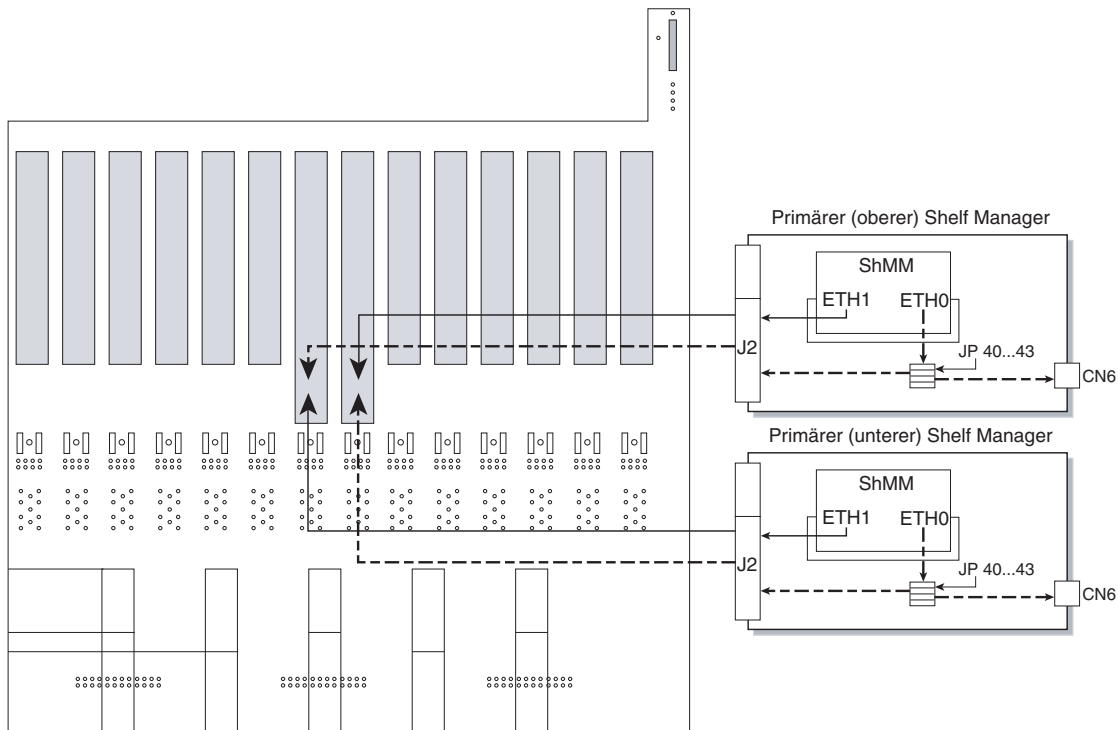 Primärer (oberer) Shelf Manager
ShMM
ETH1 ETH0
J2
JP 40...43
CN6
Primärer (unterer) Shelf Manager
ShMM
ETH1 ETH0
J2
JP 40...43
CN6